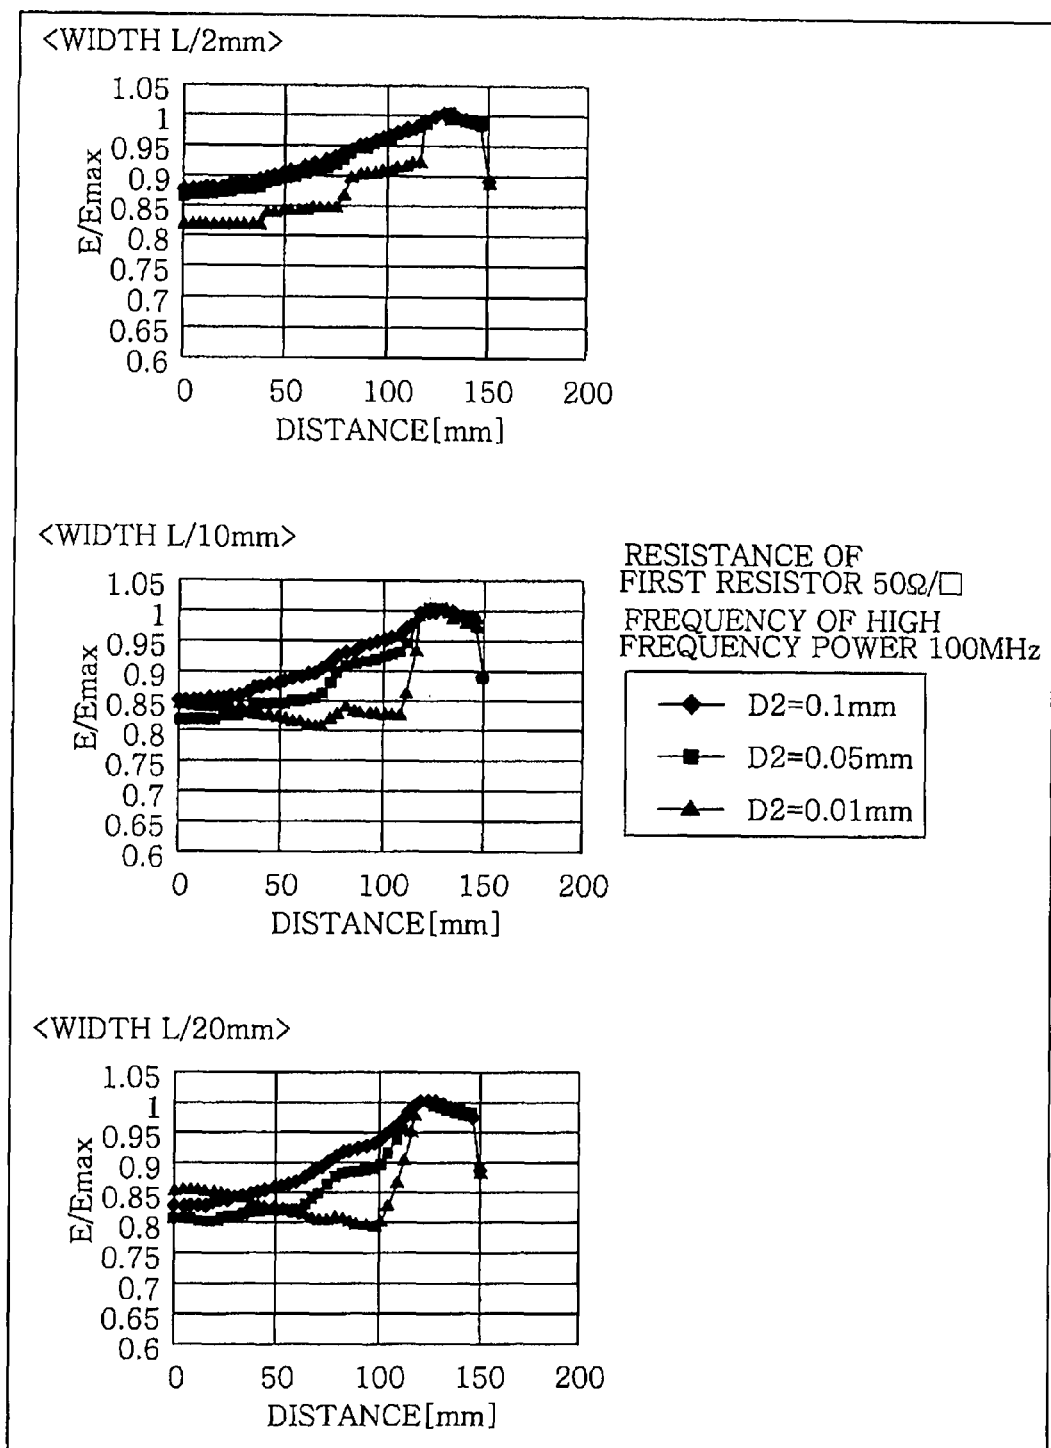 <WIDTH L/2mm>
1.05
1
0.95
0.9
0.85
0.8
0.75
0.7
0.65
0.6
E/Emax
0 50 100 150 200
DISTANCE[mm]
<WIDTH L/10mm>
1.05
1
0.95
0.9
0.85
0.8
0.75
0.7
0.65
0.6
E/Emax
0 50 100 150 200
DISTANCE[mm]
RESISTANCE OF
FIRST RESISTOR 50Ω/□
FREQUENCY OF HIGH
FREQUENCY POWER 100MHz
D2=0.1mm
D2=0.05mm
D2=0.01mm
<WIDTH L/20mm>
1.05
1
0.95
0.9
0.85
0.8
0.75
0.7
0.65
0.6
E/Emax
0 50 100 150 200
DISTANCE[mm]